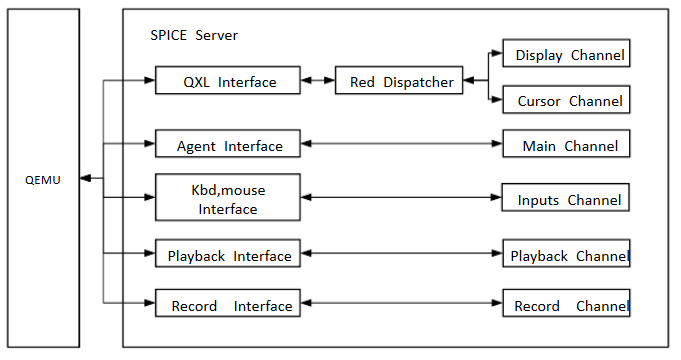 SPICE Server
QEMU
QXL Interface
Red Dispatcher
Display Channel
Cursor Channel
Agent Interface
Main Channel
Kbd,mouse
Interface
Inputs Channel
Playback Interface
Playback Channel
Record Interface
Record Channel